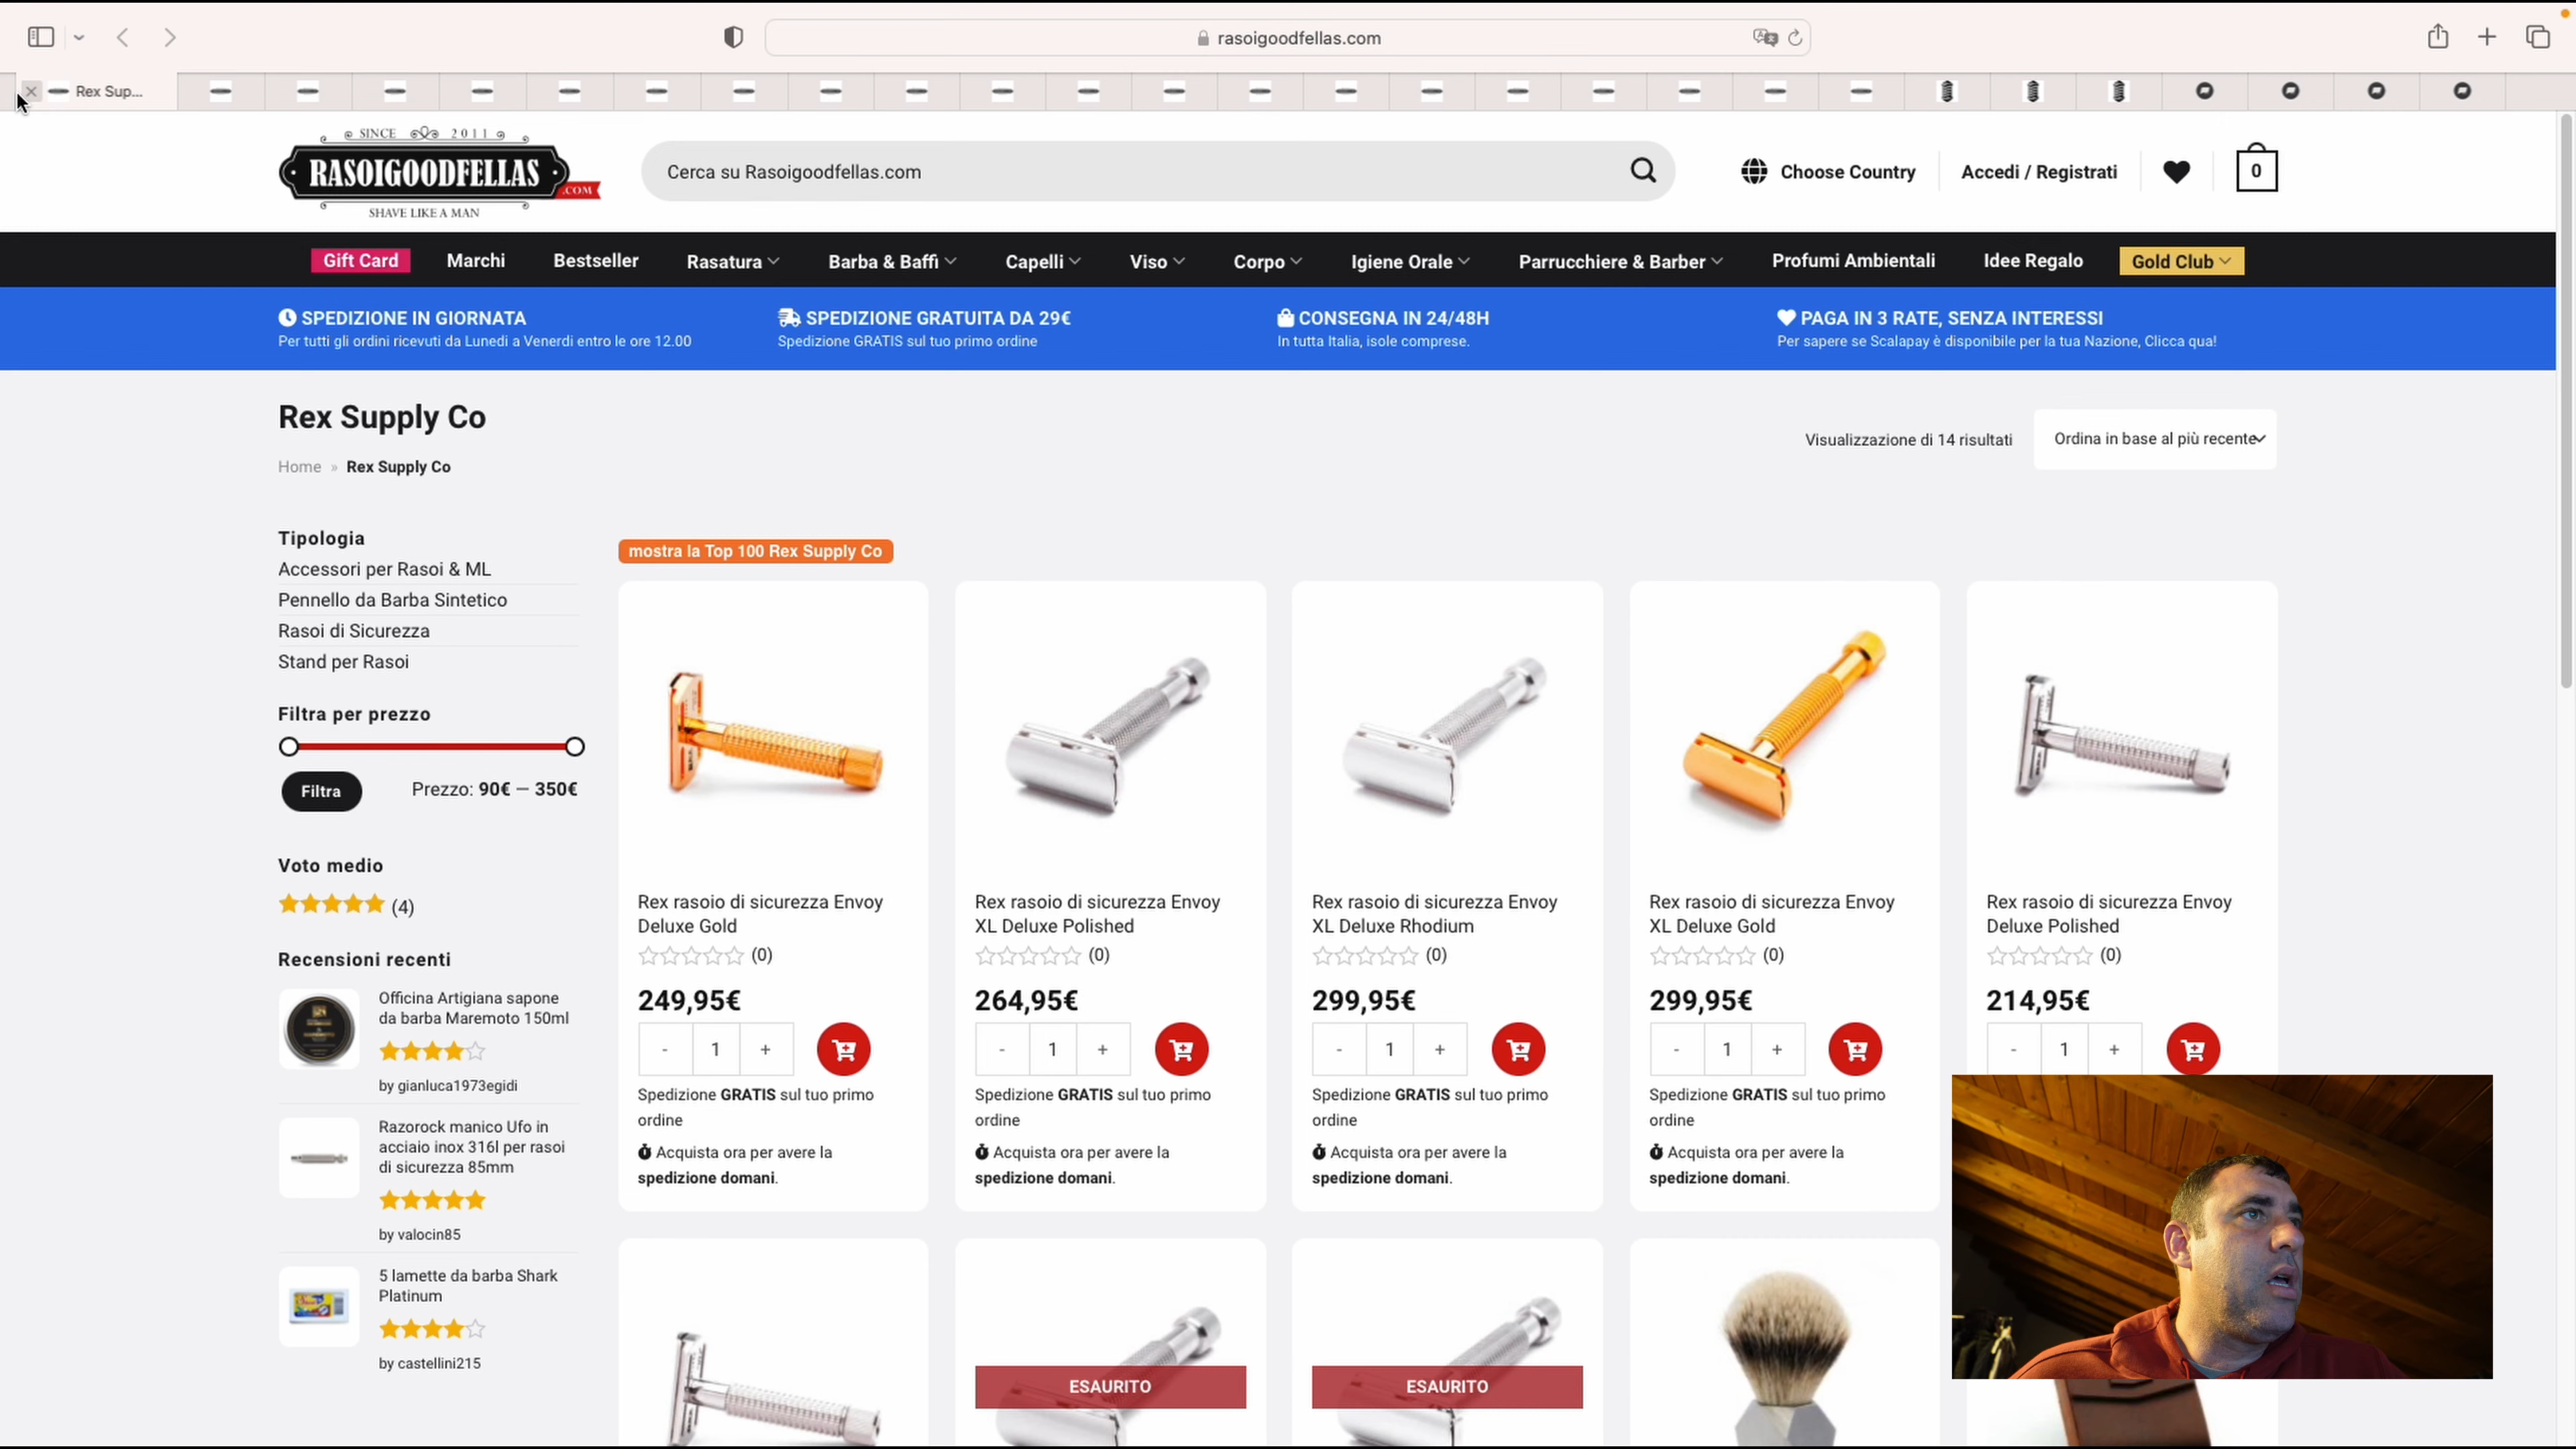 rasoigoodfellas.com
Rex Sup...
SINCE 2011
RASOIGOODFELLAS
.COM
SHAVE LIKE A MAN
Cerca su Rasoigoodfellas.com
Choose Country
Accedi / Registrati
0
Gift Card
Marchi
Bestseller
Rasatura
Barba & Baffi
Capelli
Viso
Corpo
Igiene Orale
Parrucchiere & Barber
Profumi Ambientali
Idee Regalo
Gold Club
SPEDIZIONE IN GIORNATA
Per tutti gli ordini ricevuti da Lunedi a Venerdi entro le ore 12.00
SPEDIZIONE GRATUITA DA 29€
Spedizione GRATIS sul tuo primo ordine
CONSEGNA IN 24/48H
In tutta Italia, isole comprese.
PAGA IN 3 RATE, SENZA INTERESSI
Per sapere se Scalapay è disponibile per la tua Nazione, Clicca qua!
Rex Supply Co
Home » Rex Supply Co
Visualizzazione di 14 risultati
Ordina in base al più recente
Tipologia
Accessori per Rasoi & ML
Pennello da Barba Sintetico
Rasoi di Sicurezza
Stand per Rasoi
Filtra per prezzo
Filtra
Prezzo: 90€ — 350€
Voto medio
(4)
Recensioni recenti
Officina Artigiana sapone
da barba Maremoto 150ml
by gianluca1973egidi
Razorock manico Ufo in
acciaio inox 316l per rasoi
di sicurezza 85mm
by valocin85
5 lamette da barba Shark
Platinum
by castellini215
mostra la Top 100 Rex Supply Co
Rex rasoio di sicurezza Envoy
Deluxe Gold
(0)
249,95€
- 1 +
Spedizione GRATIS sul tuo primo
ordine
Acquista ora per avere la
spedizione domani.
Rex rasoio di sicurezza Envoy
XL Deluxe Polished
(0)
264,95€
- 1 +
Spedizione GRATIS sul tuo primo
ordine
Acquista ora per avere la
spedizione domani.
Rex rasoio di sicurezza Envoy
XL Deluxe Rhodium
(0)
299,95€
- 1 +
Spedizione GRATIS sul tuo primo
ordine
Acquista ora per avere la
spedizione domani.
Rex rasoio di sicurezza Envoy
XL Deluxe Gold
(0)
299,95€
- 1 +
Spedizione GRATIS sul tuo primo
ordine
Acquista ora per avere la
spedizione domani.
Rex rasoio di sicurezza Envoy
Deluxe Polished
(0)
214,95€
- 1 +
ESAURITO
ESAURITO